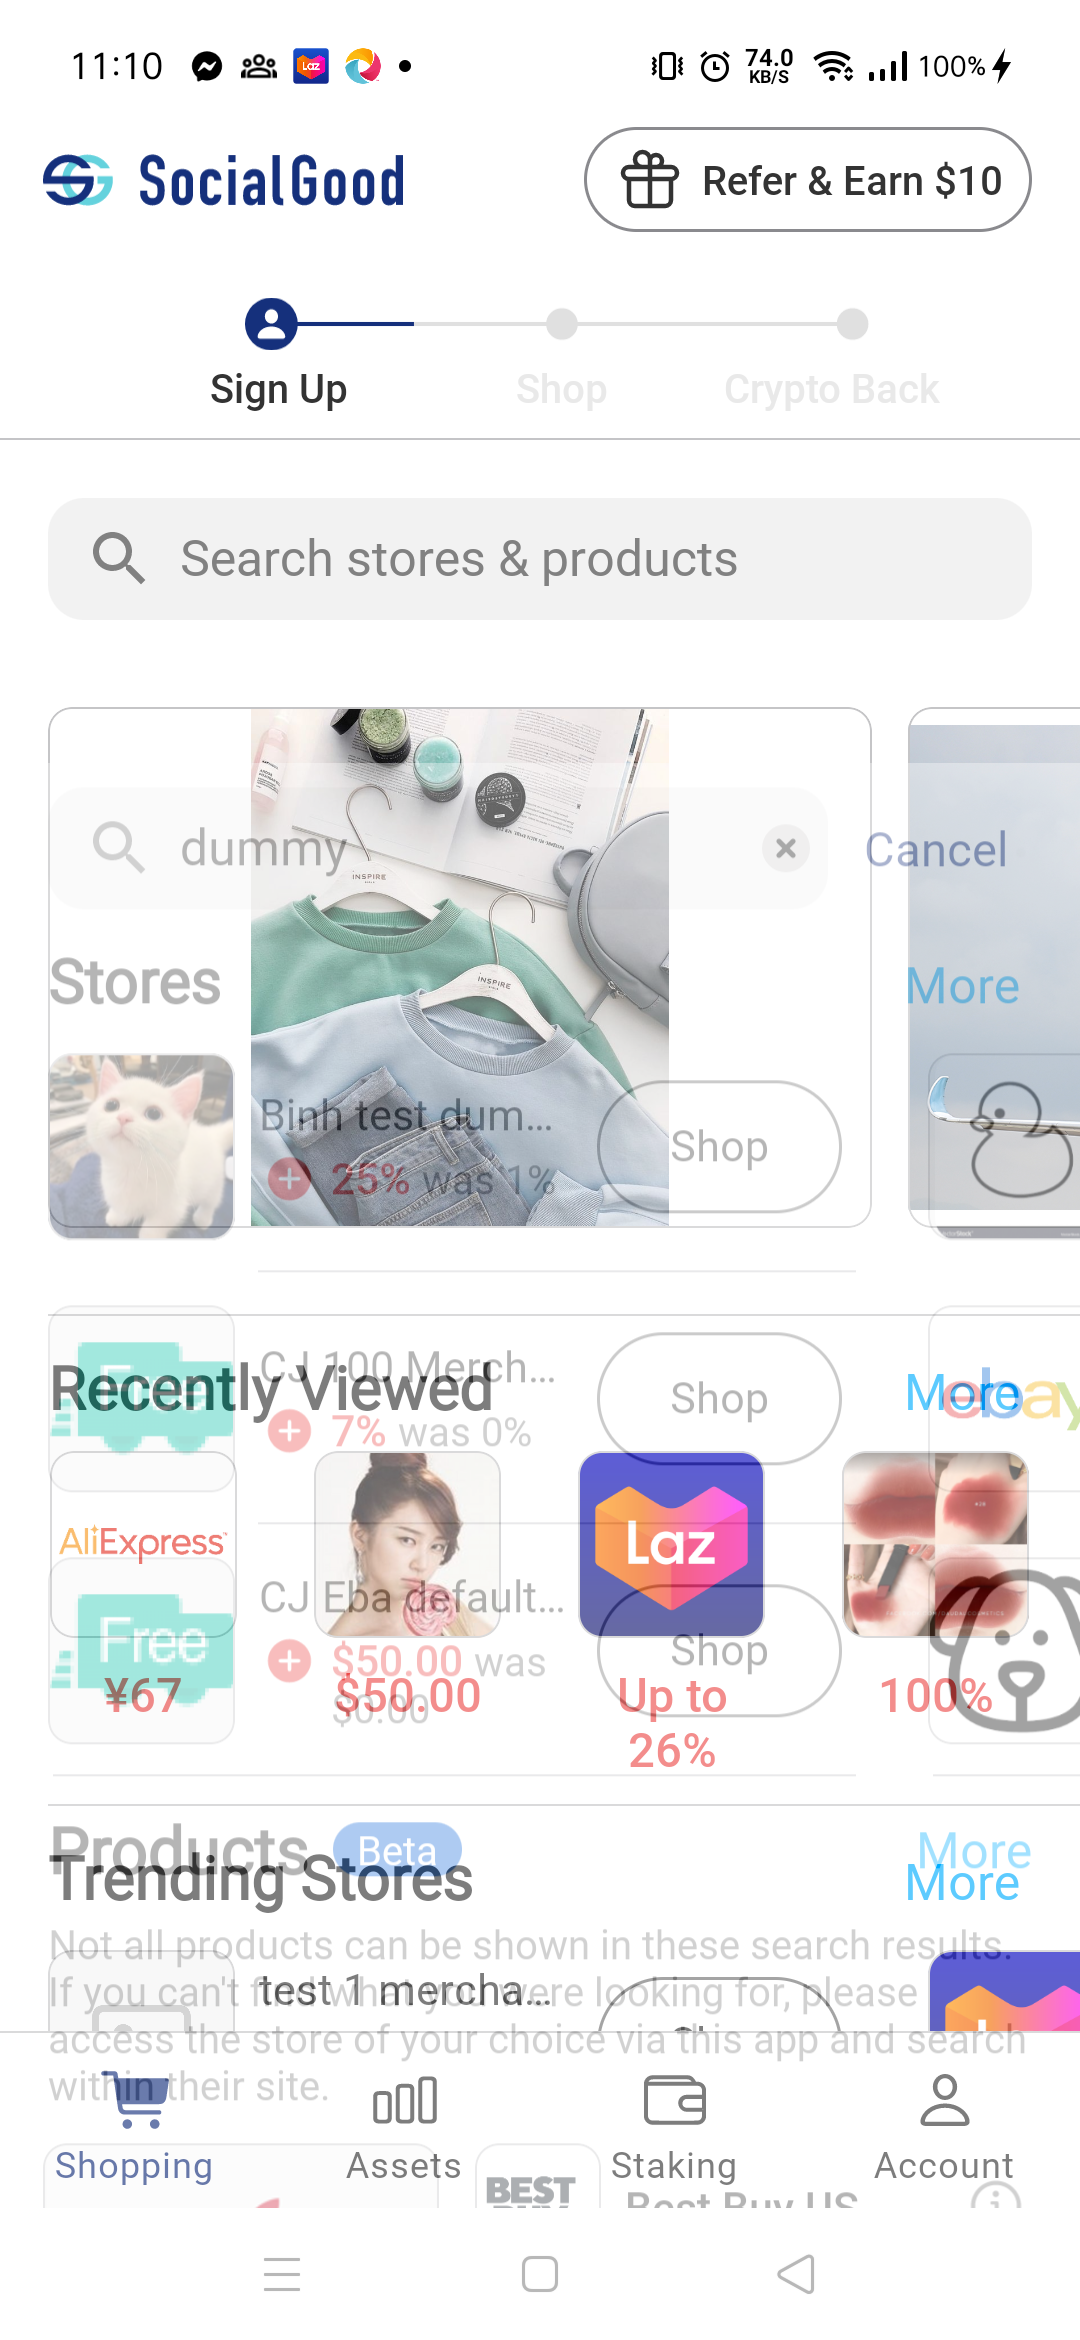 11:10
Laz
74.0
KB/S
100%
SocialGood
Refer & Earn $10
Sign Up
Shop
Crypto Back
Search stores & products
dummy
Cancel
INSPIRE
INSPIRE
Stores
More
Binh test dum...
25% was 1%
Shop
Free
CJ 100 Merch...
7% was 0%
Shop
Recently Viewed
More
ebay
AliExpress
Laz
Free
CJ Eba default...
$50.00 was
$0.00
Shop
¥67
$50.00
Up to
26%
100%
Products
Beta
More
Trending Stores
More
Not all products can be shown in these search results.
If you can't find what you were looking for, please
access the store of your choice via this app and search
within their site.
test 1 mercha...
Shopping
Assets
Staking
Account
BEST
Best Buy US